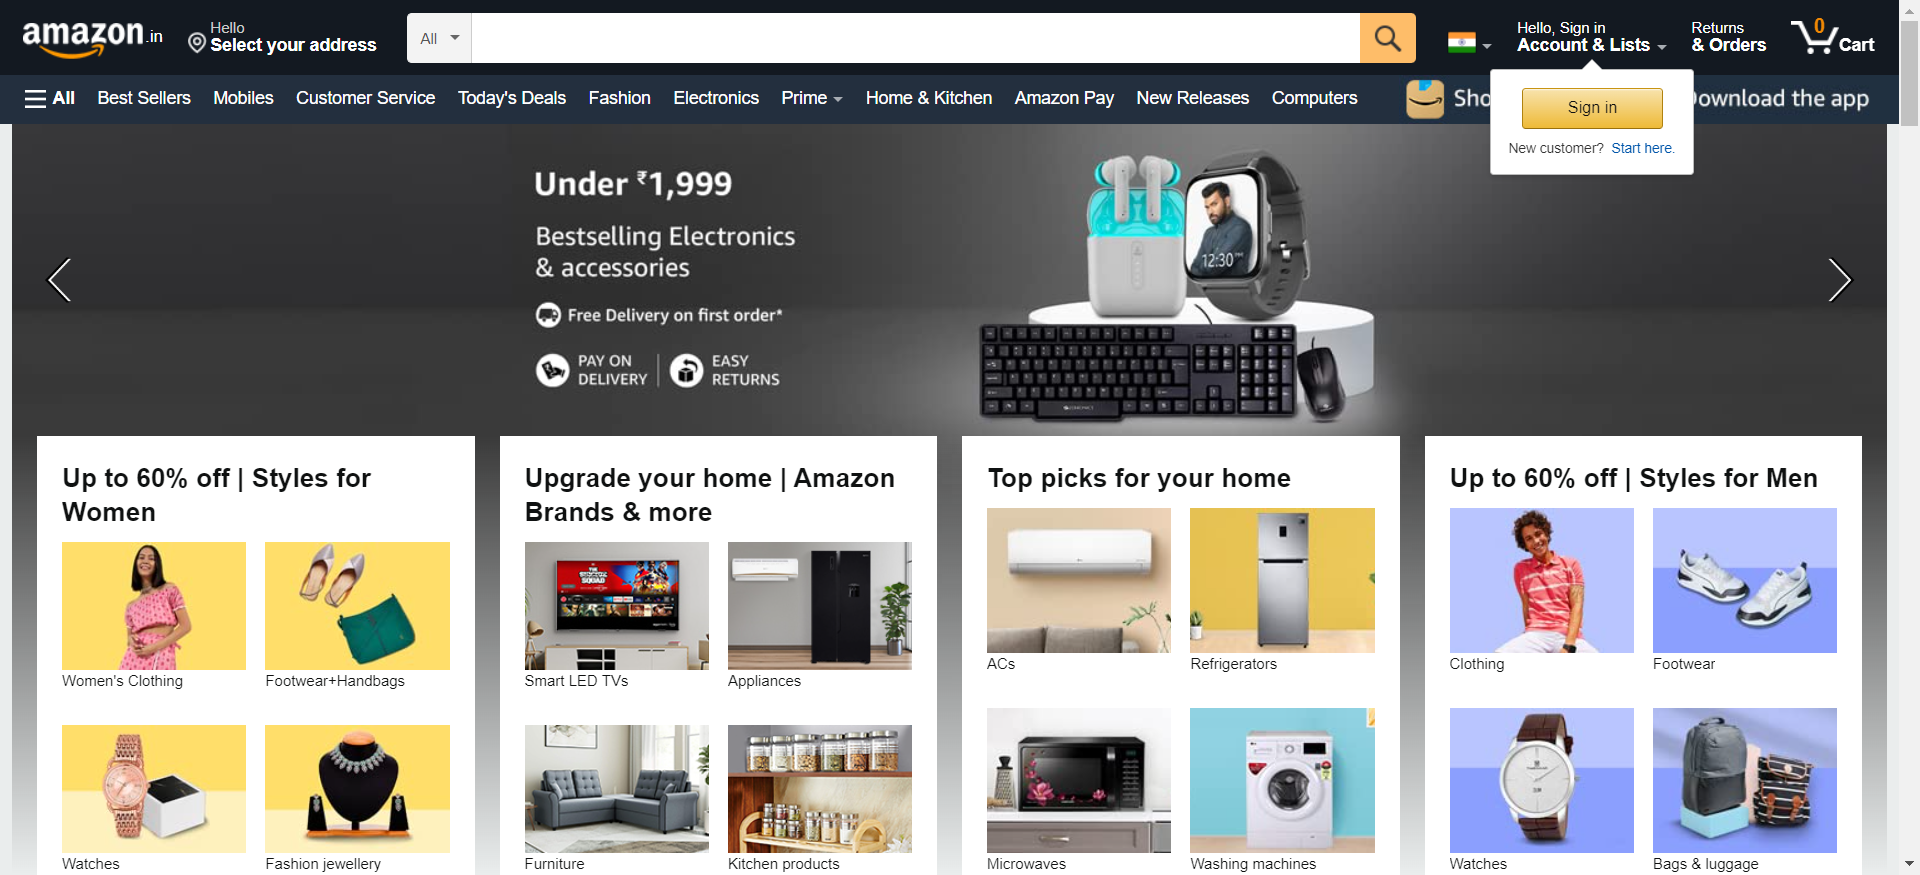 amazon.in
Hello
Select your address
All
Hello, Sign in
Account & Lists
Returns
& Orders
0
Cart
All
Best Sellers
Mobiles
Customer Service
Today's Deals
Fashion
Electronics
Prime
Home & Kitchen
Amazon Pay
New Releases
Computers
Sho
Download the app
Sign in
New customer? Start here.
Under ₹1,999
Bestselling Electronics
& accessories
Free Delivery on first order*
PAY ON
DELIVERY
EASY
RETURNS
12:30
Up to 60% off | Styles for
Women
Women's Clothing
Footwear+Handbags
Watches
Fashion jewellery
Upgrade your home | Amazon
Brands & more
Smart LED TVs
Appliances
Furniture
Kitchen products
Top picks for your home
ACs
Refrigerators
Microwaves
Washing machines
Up to 60% off | Styles for Men
Clothing
Footwear
Watches
Bags & luggage